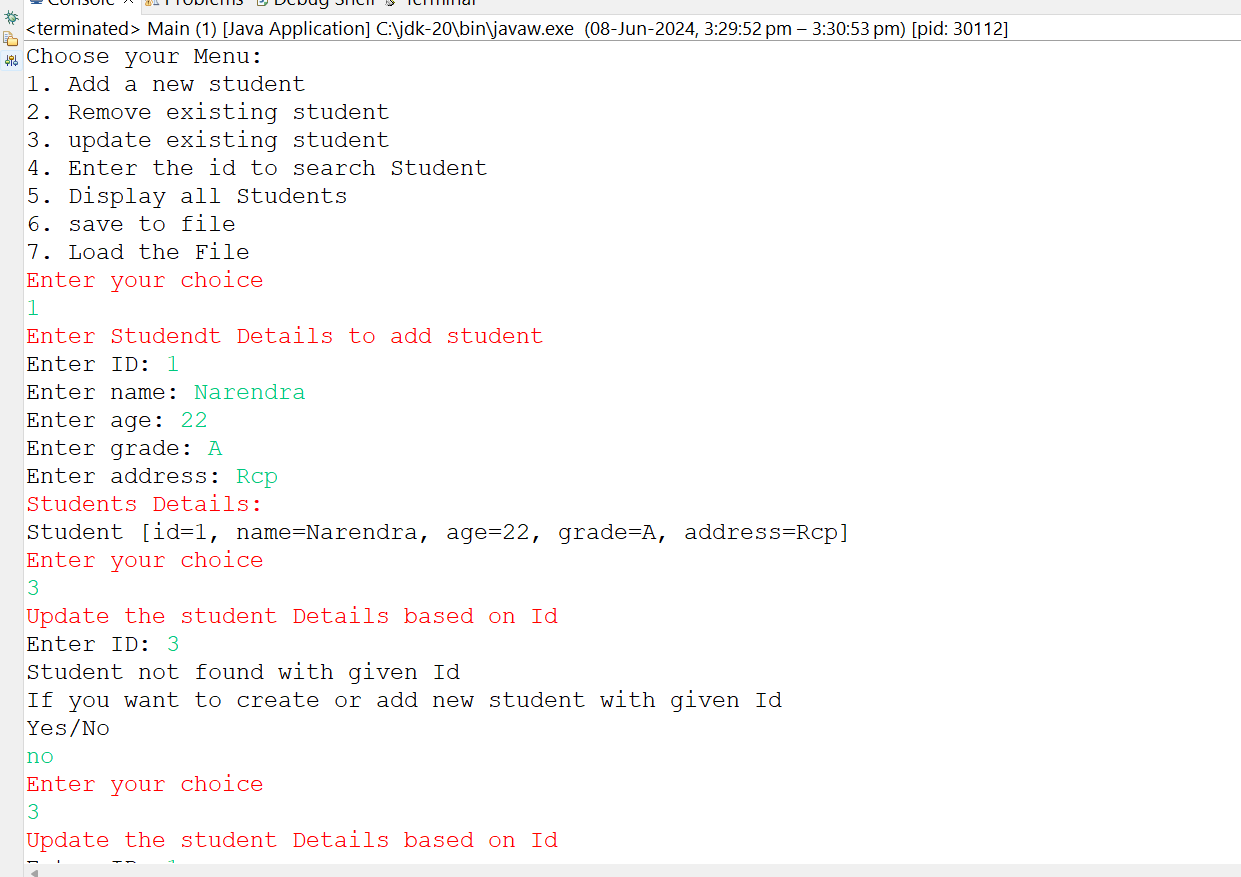 Console Problems Debug Shell Terminal
<terminated> Main (1) [Java Application] C:\jdk-20\bin\javaw.exe (08-Jun-2024, 3:29:52 pm – 3:30:53 pm) [pid: 30112]
Choose your Menu:
1. Add a new student
2. Remove existing student
3. update existing student
4. Enter the id to search Student
5. Display all Students
6. save to file
7. Load the File
Enter your choice
1
Enter Studendt Details to add student
Enter ID: 1
Enter name: Narendra
Enter age: 22
Enter grade: A
Enter address: Rcp
Students Details:
Student [id=1, name=Narendra, age=22, grade=A, address=Rcp]
Enter your choice
3
Update the student Details based on Id
Enter ID: 3
Student not found with given Id
If you want to create or add new student with given Id
Yes/No
no
Enter your choice
3
Update the student Details based on Id